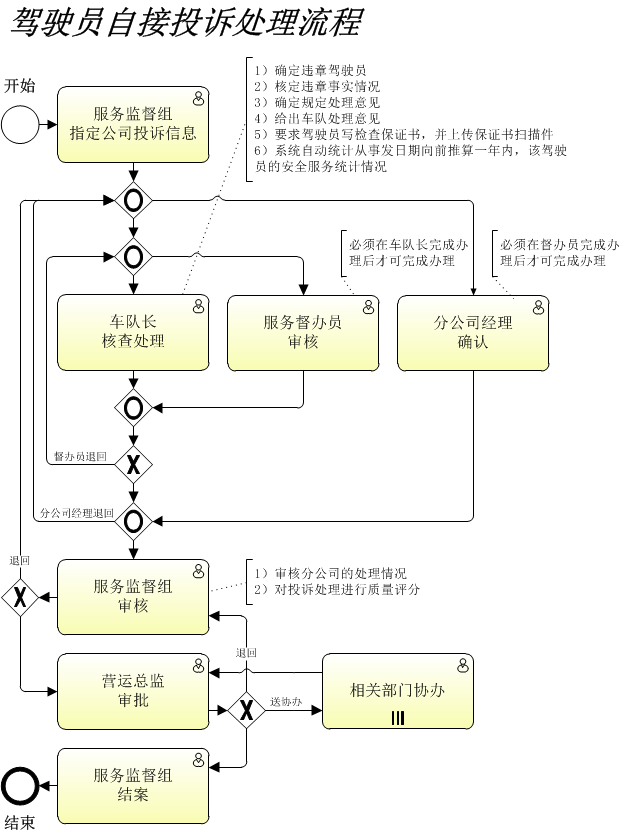 驾驶员自接投诉处理流程
开始
服务监督组
指定公司投诉信息
1）确定违章驾驶员
2）核定违章事实情况
3）确定规定处理意见
4）给出车队处理意见
5）要求驾驶员写检查保证书，并上传保证书扫描件
6）系统自动统计从事发日期向前推算一年内，该驾驶
员的安全服务统计情况
必须在车队长完成办
理后才可完成办理
必须在督办员完成办
理后才可完成办理
车队长
核查处理
服务督办员
审核
分公司经理
确认
督办员退回
分公司经理退回
退回
服务监督组
审核
1）审核分公司的处理情况
2）对投诉处理进行质量评分
退回
营运总监
审批
送协办
相关部门协办
服务监督组
结案
结束